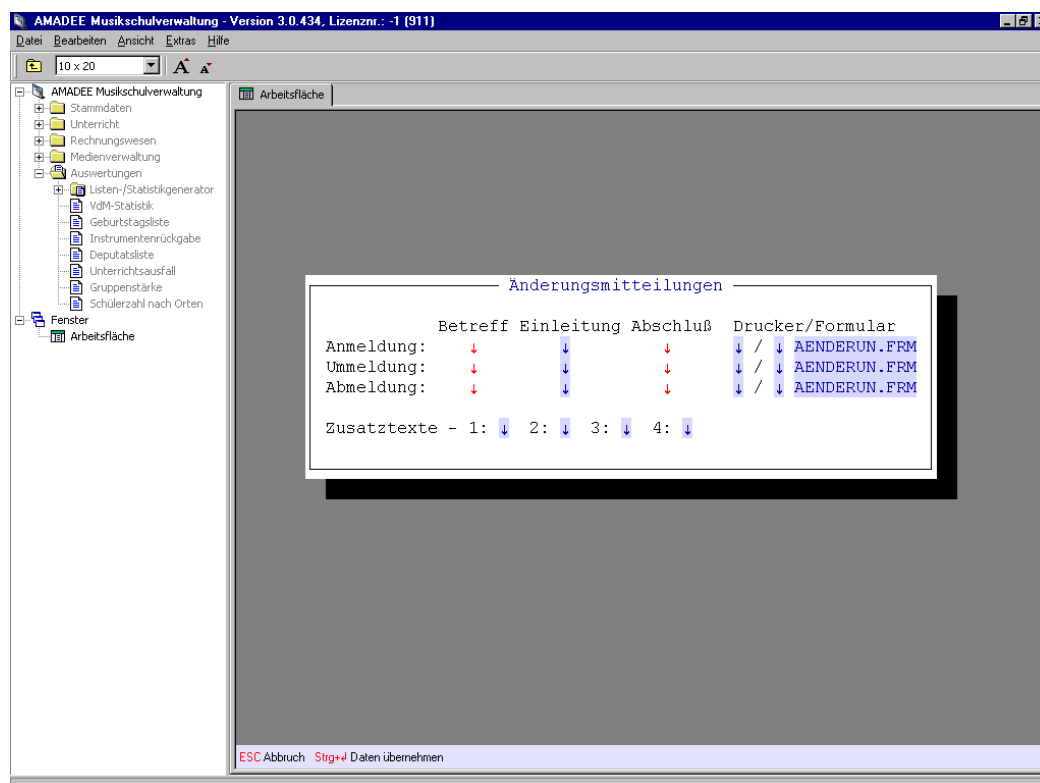 AMADEE Musikschulverwaltung - Version 3.0.434, Lizenznr.: -1 (911)
Datei Bearbeiten Ansicht Extras Hilfe
10 x 20 A A
AMADEE Musikschulverwaltung
Stammdaten
Unterricht
Rechnungswesen
Medienverwaltung
Auswertungen
Listen-/Statistikgenerator
VdM-Statistik
Geburtstagsliste
Instrumentenrückgabe
Deputatsliste
Unterrichtsausfall
Gruppenstärke
Schülerzahl nach Orten
Fenster
Arbeitsfläche
Arbeitsfläche
Änderungsmitteilungen
Betreff Einleitung Abschluß Drucker/Formular
Anmeldung: ↓ ↓ ↓ ↓ / ↓ AENDERUN.FRM
Ummeldung: ↓ ↓ ↓ ↓ / ↓ AENDERUN.FRM
Abmeldung: ↓ ↓ ↓ ↓ / ↓ AENDERUN.FRM
Zusatztexte - 1: ↓ 2: ↓ 3: ↓ 4: ↓
ESC Abbruch Strg+↲ Daten übernehmen